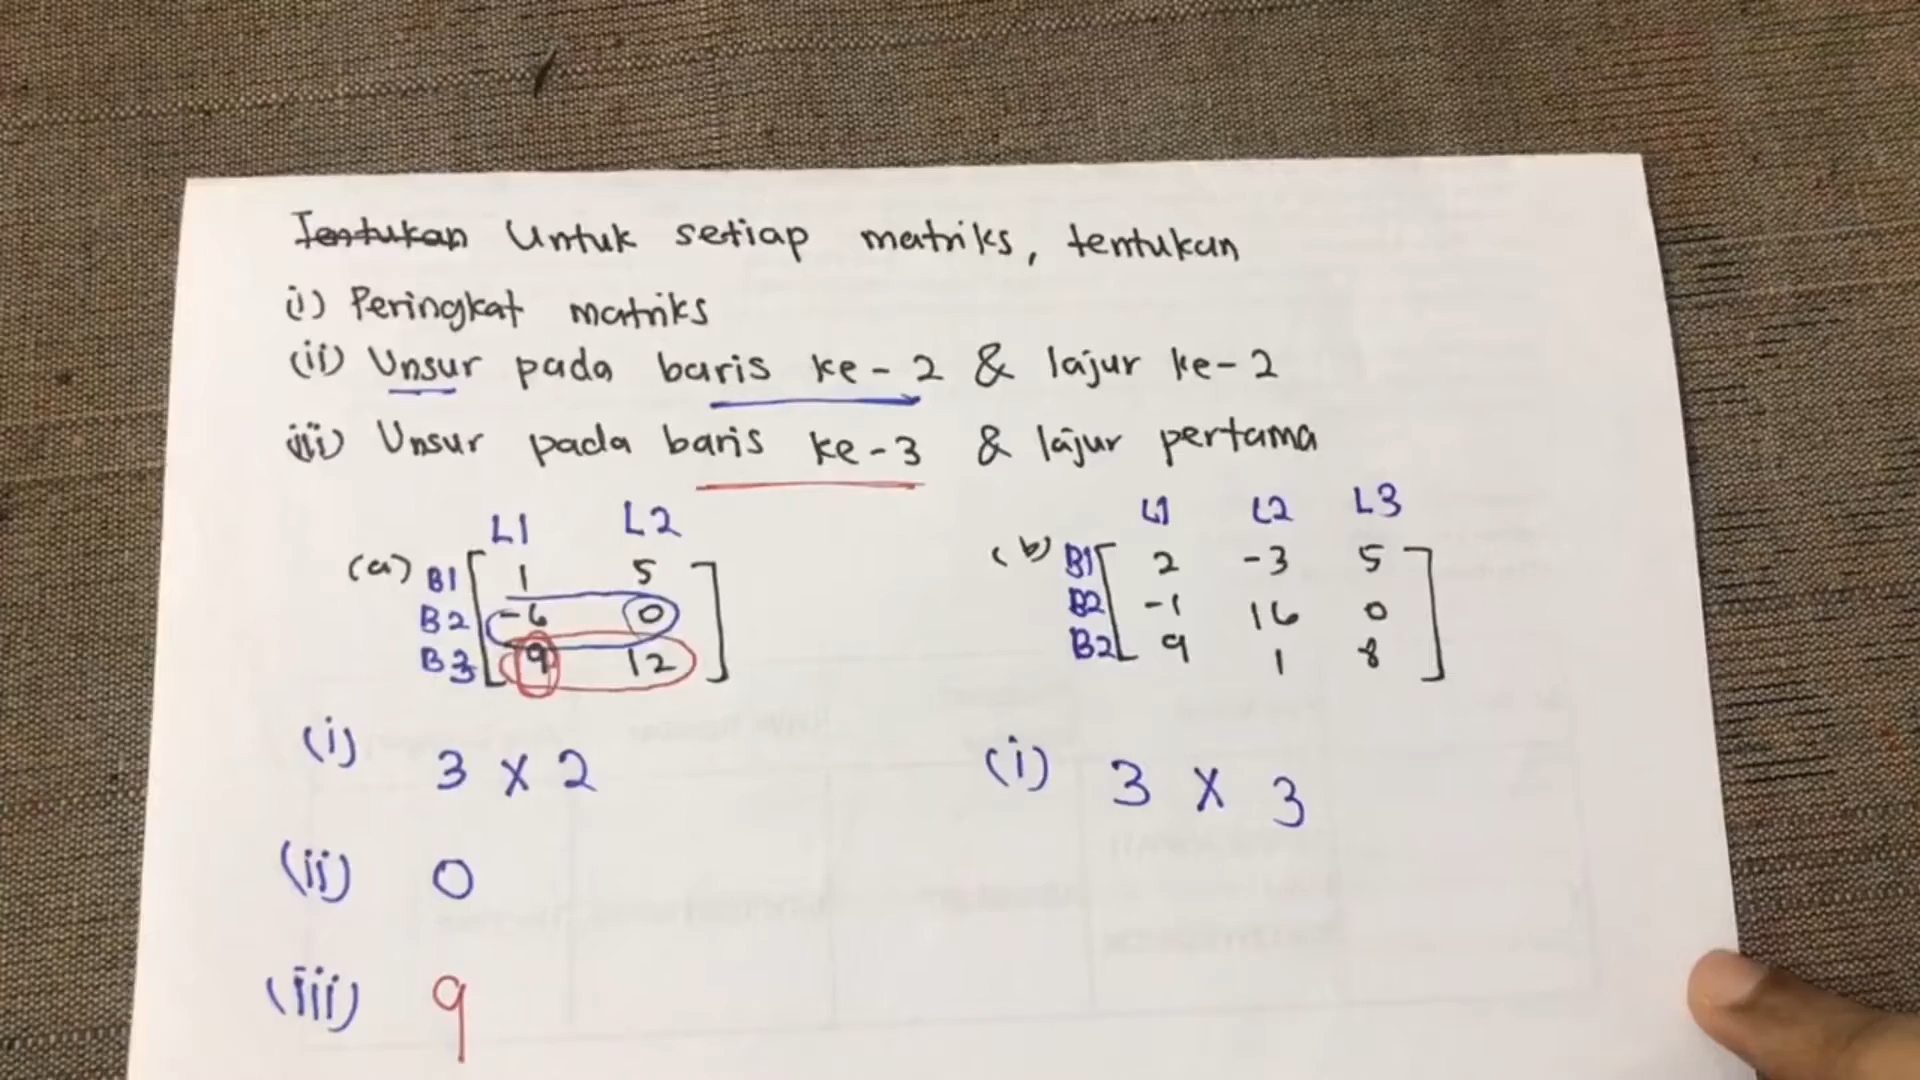 Tentukan Untuk setiap matriks, tentukan
(i) Peringkat matriks
(ii) Unsur pada baris ke-2 & lajur ke-2
(iii) Unsur pada baris ke-3 & lajur pertama
L1 L2
(a) B1 1 5
B2 -6 0
B3 9 12
(i) 3 x 2
(ii) 0
(iii) 9
L1 L2 L3
(b) B1 2 -3 5
B2 -1 16 0
B2 9 1 8
(i) 3 x 3